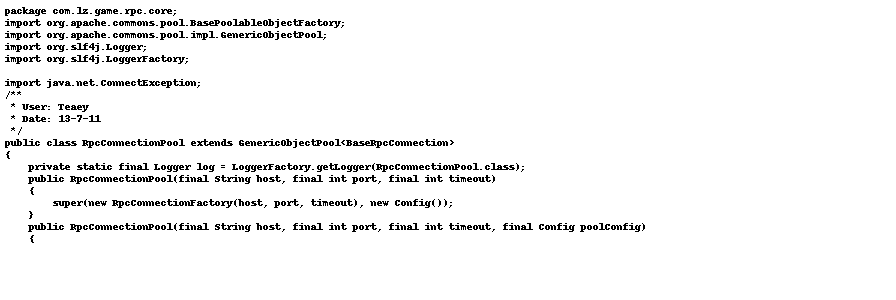 package com.lz.game.rpc.core;
import org.apache.commons.pool.BasePoolableObjectFactory;
import org.apache.commons.pool.impl.GenericObjectPool;
import org.slf4j.Logger;
import org.slf4j.LoggerFactory;
import java.net.ConnectException;
/**
 * User: Teaey
 * Date: 13-7-11
 */
public class RpcConnectionPool extends GenericObjectPool<BaseRpcConnection>
{
    private static final Logger log = LoggerFactory.getLogger(RpcConnectionPool.class);
    public RpcConnectionPool(final String host, final int port, final int timeout)
    {
        super(new RpcConnectionFactory(host, port, timeout), new Config());
    }
    public RpcConnectionPool(final String host, final int port, final int timeout, final Config poolConfig)
    {